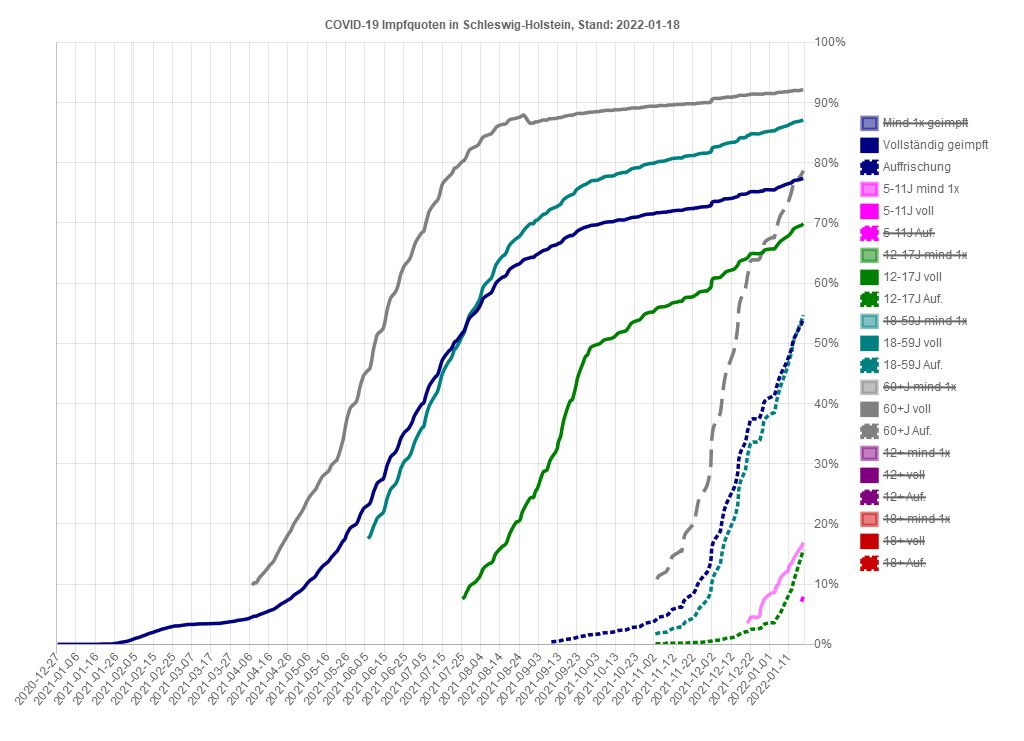 COVID-19 Impfquoten in Schleswig-Holstein, Stand: 2022-01-18
100%
90%
80%
70%
60%
50%
40%
30%
20%
10%
0%
Mind 1x geimpft
Vollständig geimpft
Auffrischung
5-11J mind 1x
5-11J voll
5-11J Auf.
12-17J mind 1x
12-17J voll
12-17J Auf.
18-59J mind 1x
18-59J voll
18-59J Auf.
60+J mind 1x
60+J voll
60+J Auf.
12+ mind 1x
12+ voll
12+ Auf.
18+ mind 1x
18+ voll
18+ Auf.
2020-12-27
2021-01-06
2021-01-16
2021-01-26
2021-02-05
2021-02-15
2021-02-25
2021-03-07
2021-03-17
2021-03-27
2021-04-06
2021-04-16
2021-04-26
2021-05-06
2021-05-16
2021-05-26
2021-06-05
2021-06-15
2021-06-25
2021-07-05
2021-07-15
2021-07-25
2021-08-04
2021-08-14
2021-08-24
2021-09-03
2021-09-13
2021-09-23
2021-10-03
2021-10-13
2021-10-23
2021-11-02
2021-11-12
2021-11-22
2021-12-02
2021-12-12
2021-12-22
2022-01-01
2022-01-11